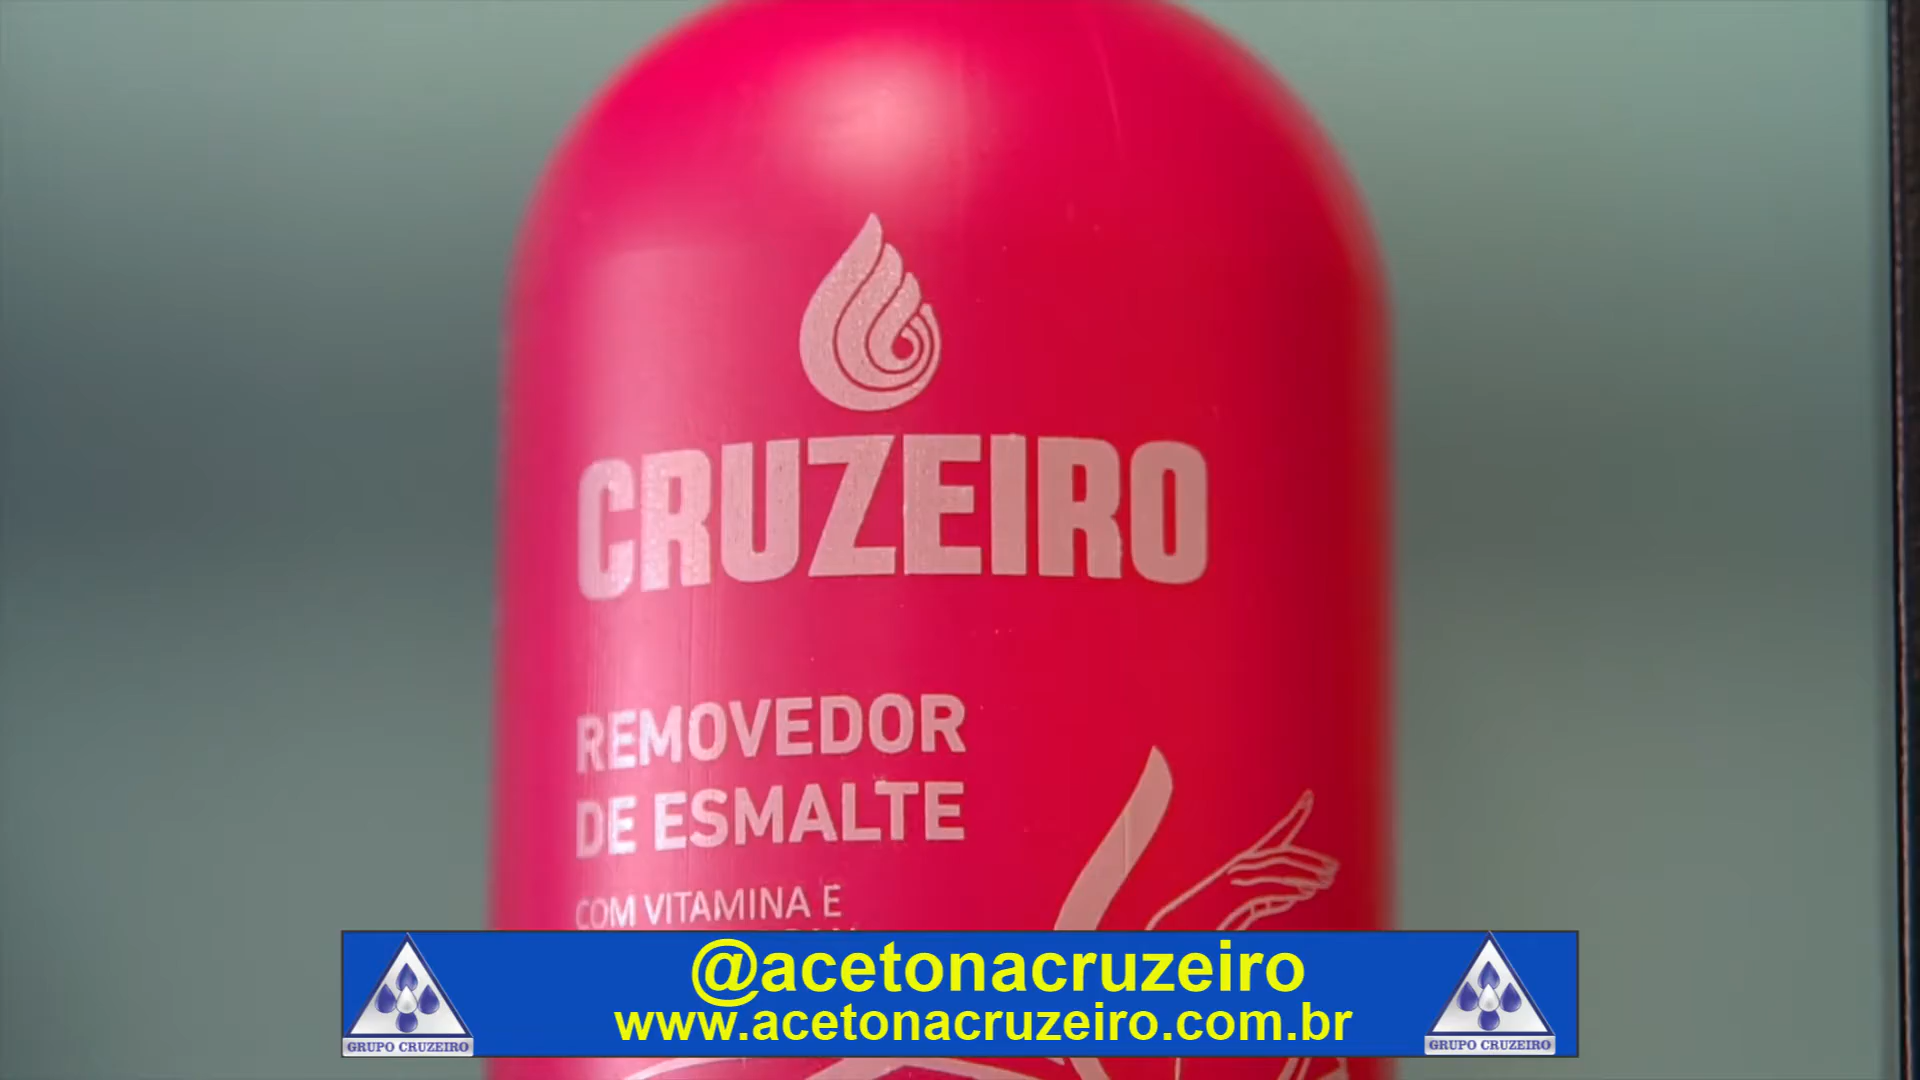 CRUZEIRO
REMOVEDOR
DE ESMALTE
COM VITAMINA E
@acetonacruzeiro
www.acetonacruzeiro.com.br
GRUPO CRUZEIRO
GRUPO CRUZEIRO